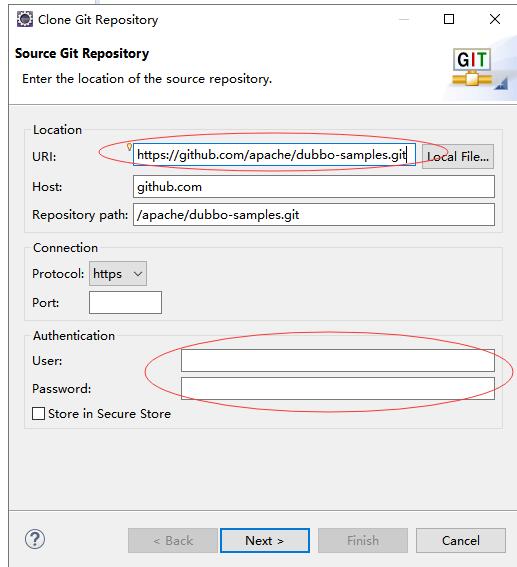 Clone Git Repository
Source Git Repository
Enter the location of the source repository.
GIT
Location
URI: https://github.com/apache/dubbo-samples.git Local File...
Host: github.com
Repository path: /apache/dubbo-samples.git
Connection
Protocol: https
Port:
Authentication
User:
Password:
Store in Secure Store
? < Back Next > Finish Cancel